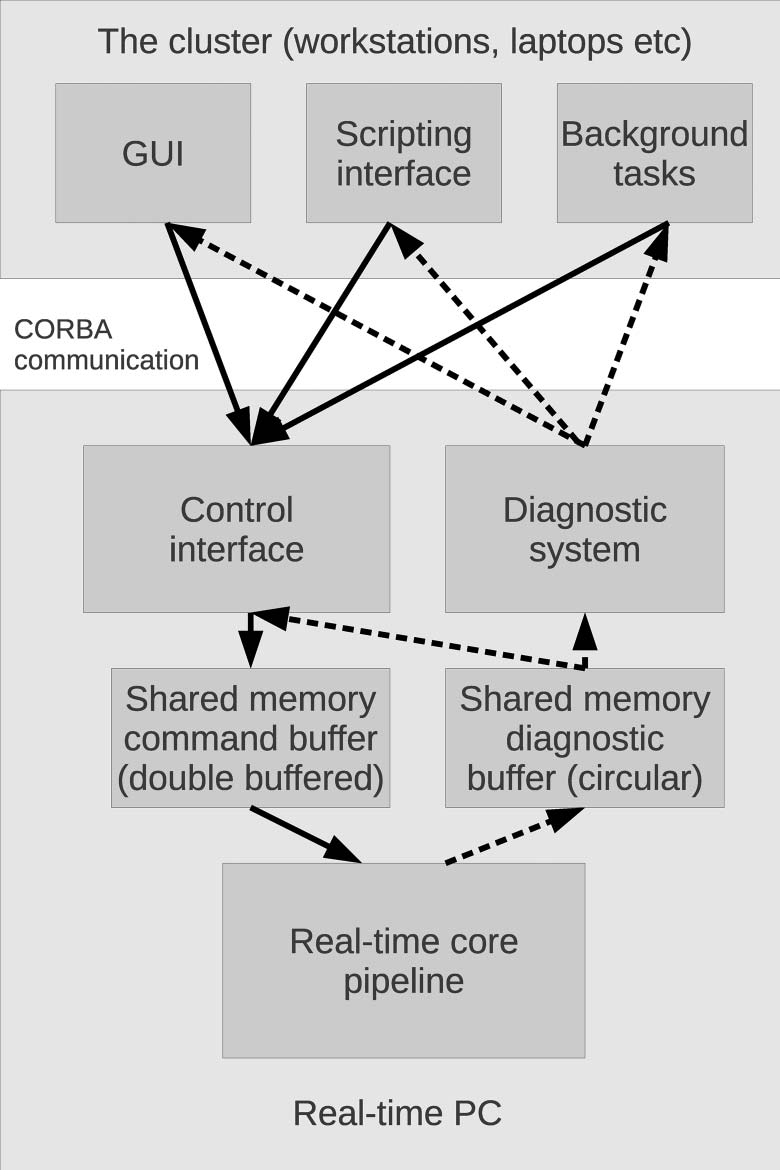 The cluster (workstations, laptops etc)
GUI
Scripting
interface
Background
tasks
CORBA
communication
Control
interface
Diagnostic
system
Shared memory
command buffer
(double buffered)
Shared memory
diagnostic
buffer (circular)
Real-time core
pipeline
Real-time PC